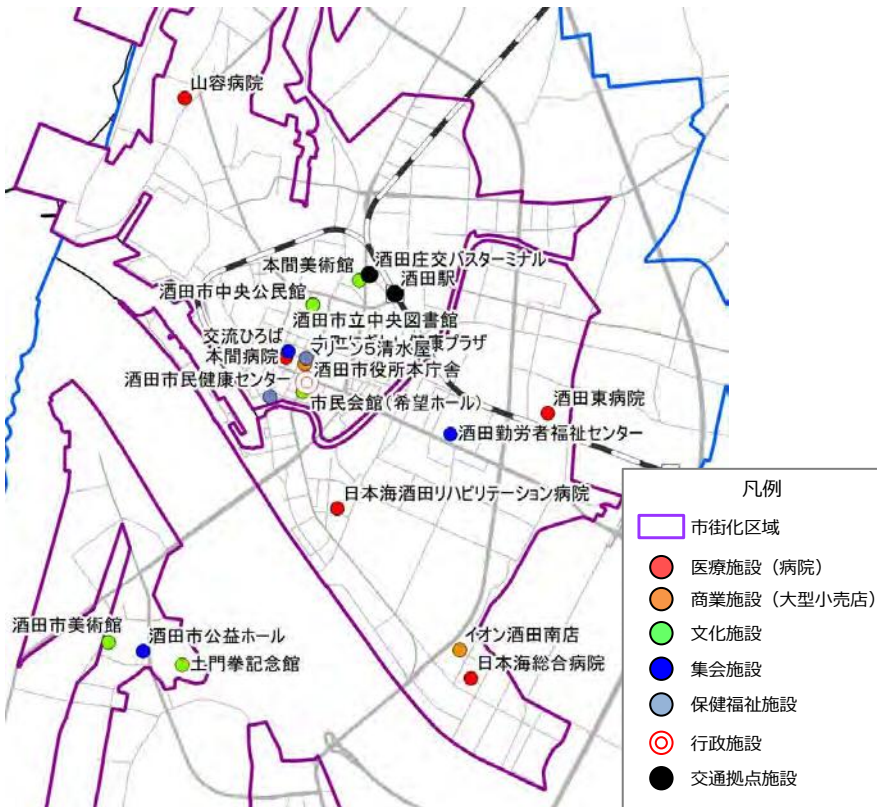 山容病院
酒田庄交バスターミナル
本間美術館
酒田駅
酒田市中央公民館
酒田市立中央図書館
交流ひろば
健康プラザ
マリーン5清水屋
本間病院
酒田市役所本庁舎
酒田市民健康センター
市民会館(希望ホール)
酒田東病院
酒田勤労者福祉センター
日本海酒田リハビリテーション病院
酒田市美術館
酒田市公益ホール
土門拳記念館
イオン酒田南店
日本海総合病院
凡例
市街化区域
医療施設(病院)
商業施設(大型小売店)
文化施設
集会施設
保健福祉施設
行政施設
交通拠点施設